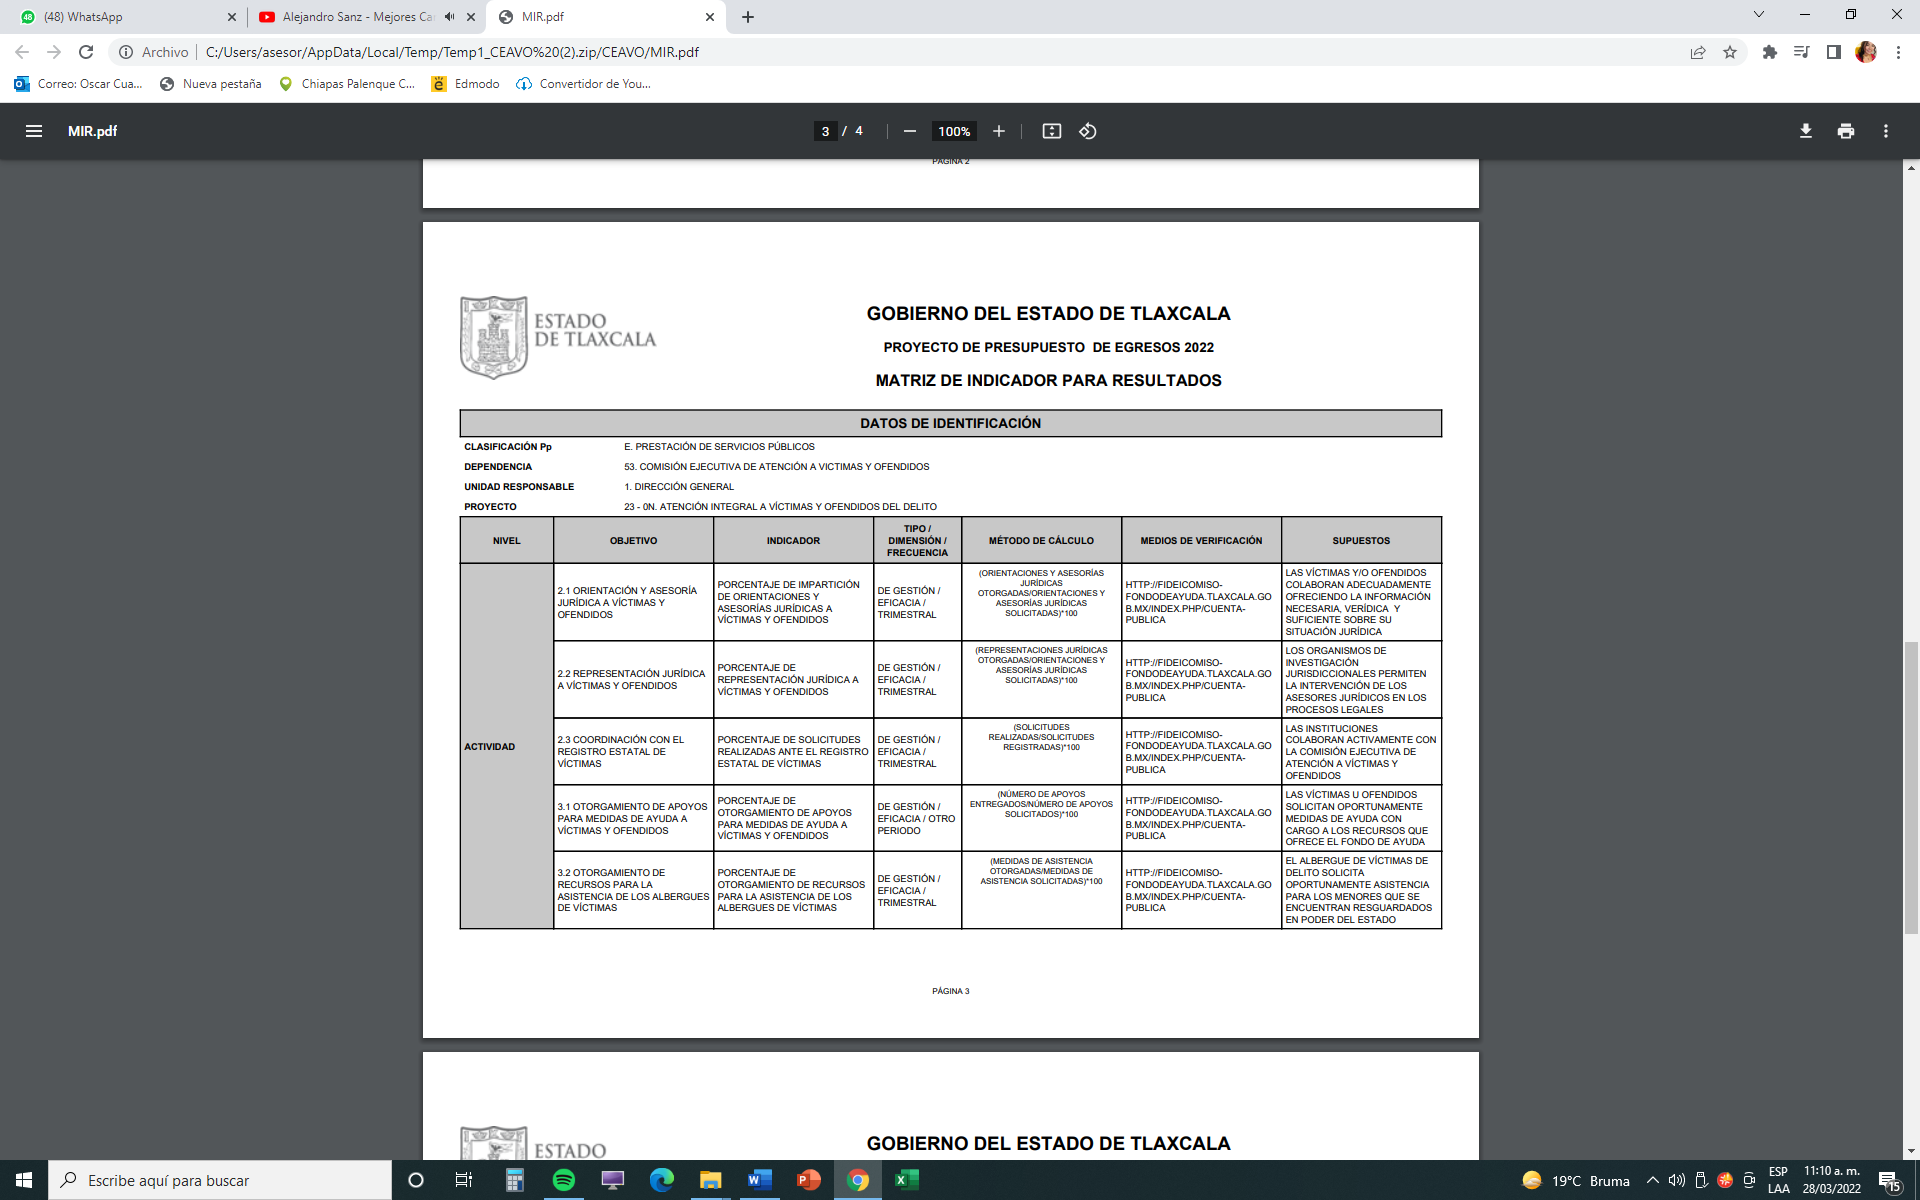 (48) WhatsApp
Alejandro Sanz - Mejores Ca
MIR.pdf
Archivo
C:/Users/asesor/AppData/Local/Temp/Temp1_CEAVO%20(2).zip/CEAVO/MIR.pdf
Correo: Oscar Cua...
Nueva pestaña
Chiapas Palenque C...
Edmodo
Convertidor de You...
MIR.pdf
3 / 4
100%
PÁGINA 2
ESTADO
DE TLAXCALA
GOBIERNO DEL ESTADO DE TLAXCALA
PROYECTO DE PRESUPUESTO DE EGRESOS 2022
MATRIZ DE INDICADOR PARA RESULTADOS
DATOS DE IDENTIFICACIÓN
CLASIFICACIÓN Pp E. PRESTACIÓN DE SERVICIOS PÚBLICOS
DEPENDENCIA 53. COMISIÓN EJECUTIVA DE ATENCIÓN A VICTIMAS Y OFENDIDOS
UNIDAD RESPONSABLE 1. DIRECCIÓN GENERAL
PROYECTO 23 - 0N. ATENCIÓN INTEGRAL A VÍCTIMAS Y OFENDIDOS DEL DELITO
NIVEL
OBJETIVO
INDICADOR
TIPO /
DIMENSIÓN /
FRECUENCIA
MÉTODO DE CÁLCULO
MEDIOS DE VERIFICACIÓN
SUPUESTOS
ACTIVIDAD
2.1 ORIENTACIÓN Y ASESORÍA
JURÍDICA A VÍCTIMAS Y
OFENDIDOS
PORCENTAJE DE IMPARTICIÓN
DE ORIENTACIONES Y
ASESORÍAS JURÍDICAS A
VÍCTIMAS Y OFENDIDOS
DE GESTIÓN /
EFICACIA /
TRIMESTRAL
(ORIENTACIONES Y ASESORÍAS
JURÍDICAS
OTORGADAS/ORIENTACIONES Y
ASESORÍAS JURÍDICAS
SOLICITADAS)*100
HTTP://FIDEICOMISO-
FONDODEAYUDA.TLAXCALA.GO
B.MX/INDEX.PHP/CUENTA-
PUBLICA
LAS VÍCTIMAS Y/O OFENDIDOS
COLABORAN ADECUADAMENTE
OFRECIENDO LA INFORMACIÓN
NECESARIA, VERÍDICA Y
SUFICIENTE SOBRE SU
SITUACIÓN JURÍDICA
2.2 REPRESENTACIÓN JURÍDICA
A VÍCTIMAS Y OFENDIDOS
PORCENTAJE DE
REPRESENTACIÓN JURÍDICA A
VÍCTIMAS Y OFENDIDOS
DE GESTIÓN /
EFICACIA /
TRIMESTRAL
(REPRESENTACIONES JURÍDICAS
OTORGADAS/ORIENTACIONES Y
ASESORÍAS JURÍDICAS
SOLICITADAS)*100
HTTP://FIDEICOMISO-
FONDODEAYUDA.TLAXCALA.GO
B.MX/INDEX.PHP/CUENTA-
PUBLICA
LOS ORGANISMOS DE
INVESTIGACIÓN
JURISDICCIONALES PERMITEN
LA INTERVENCIÓN DE LOS
ASESORES JURÍDICOS EN LOS
PROCESOS LEGALES
2.3 COORDINACIÓN CON EL
REGISTRO ESTATAL DE
VÍCTIMAS
PORCENTAJE DE SOLICITUDES
REALIZADAS ANTE EL REGISTRO
ESTATAL DE VÍCTIMAS
DE GESTIÓN /
EFICACIA /
TRIMESTRAL
(SOLICITUDES
REALIZADAS/SOLICITUDES
REGISTRADAS)*100
HTTP://FIDEICOMISO-
FONDODEAYUDA.TLAXCALA.GO
B.MX/INDEX.PHP/CUENTA-
PUBLICA
LAS INSTITUCIONES
COLABORAN ACTIVAMENTE CON
LA COMISIÓN EJECUTIVA DE
ATENCIÓN A VÍCTIMAS Y
OFENDIDOS
3.1 OTORGAMIENTO DE APOYOS
PARA MEDIDAS DE AYUDA A
VÍCTIMAS Y OFENDIDOS
PORCENTAJE DE
OTORGAMIENTO DE APOYOS
PARA MEDIDAS DE AYUDA A
VÍCTIMAS Y OFENDIDOS
DE GESTIÓN /
EFICACIA / OTRO
PERIODO
(NÚMERO DE APOYOS
ENTREGADOS/NÚMERO DE APOYOS
SOLICITADOS)*100
HTTP://FIDEICOMISO-
FONDODEAYUDA.TLAXCALA.GO
B.MX/INDEX.PHP/CUENTA-
PUBLICA
LAS VÍCTIMAS U OFENDIDOS
SOLICITAN OPORTUNAMENTE
MEDIDAS DE AYUDA CON
CARGO A LOS RECURSOS QUE
OFRECE EL FONDO DE AYUDA
3.2 OTORGAMIENTO DE
RECURSOS PARA LA
ASISTENCIA DE LOS ALBERGUES
DE VÍCTIMAS
PORCENTAJE DE
OTORGAMIENTO DE RECURSOS
PARA LA ASISTENCIA DE LOS
ALBERGUES DE VÍCTIMAS
DE GESTIÓN /
EFICACIA /
TRIMESTRAL
(MEDIDAS DE ASISTENCIA
OTORGADAS/MEDIDAS DE
ASISTENCIA SOLICITADAS)*100
HTTP://FIDEICOMISO-
FONDODEAYUDA.TLAXCALA.GO
B.MX/INDEX.PHP/CUENTA-
PUBLICA
EL ALBERGUE DE VÍCTIMAS DE
DELITO SOLICITA
OPORTUNAMENTE ASISTENCIA
PARA LOS MENORES QUE SE
ENCUENTRAN RESGUARDADOS
EN PODER DEL ESTADO
PÁGINA 3
ESTADO
GOBIERNO DEL ESTADO DE TLAXCALA
Escribe aquí para buscar
19°C Bruma
ESP
LAA
11:10 a. m.
28/03/2022
15